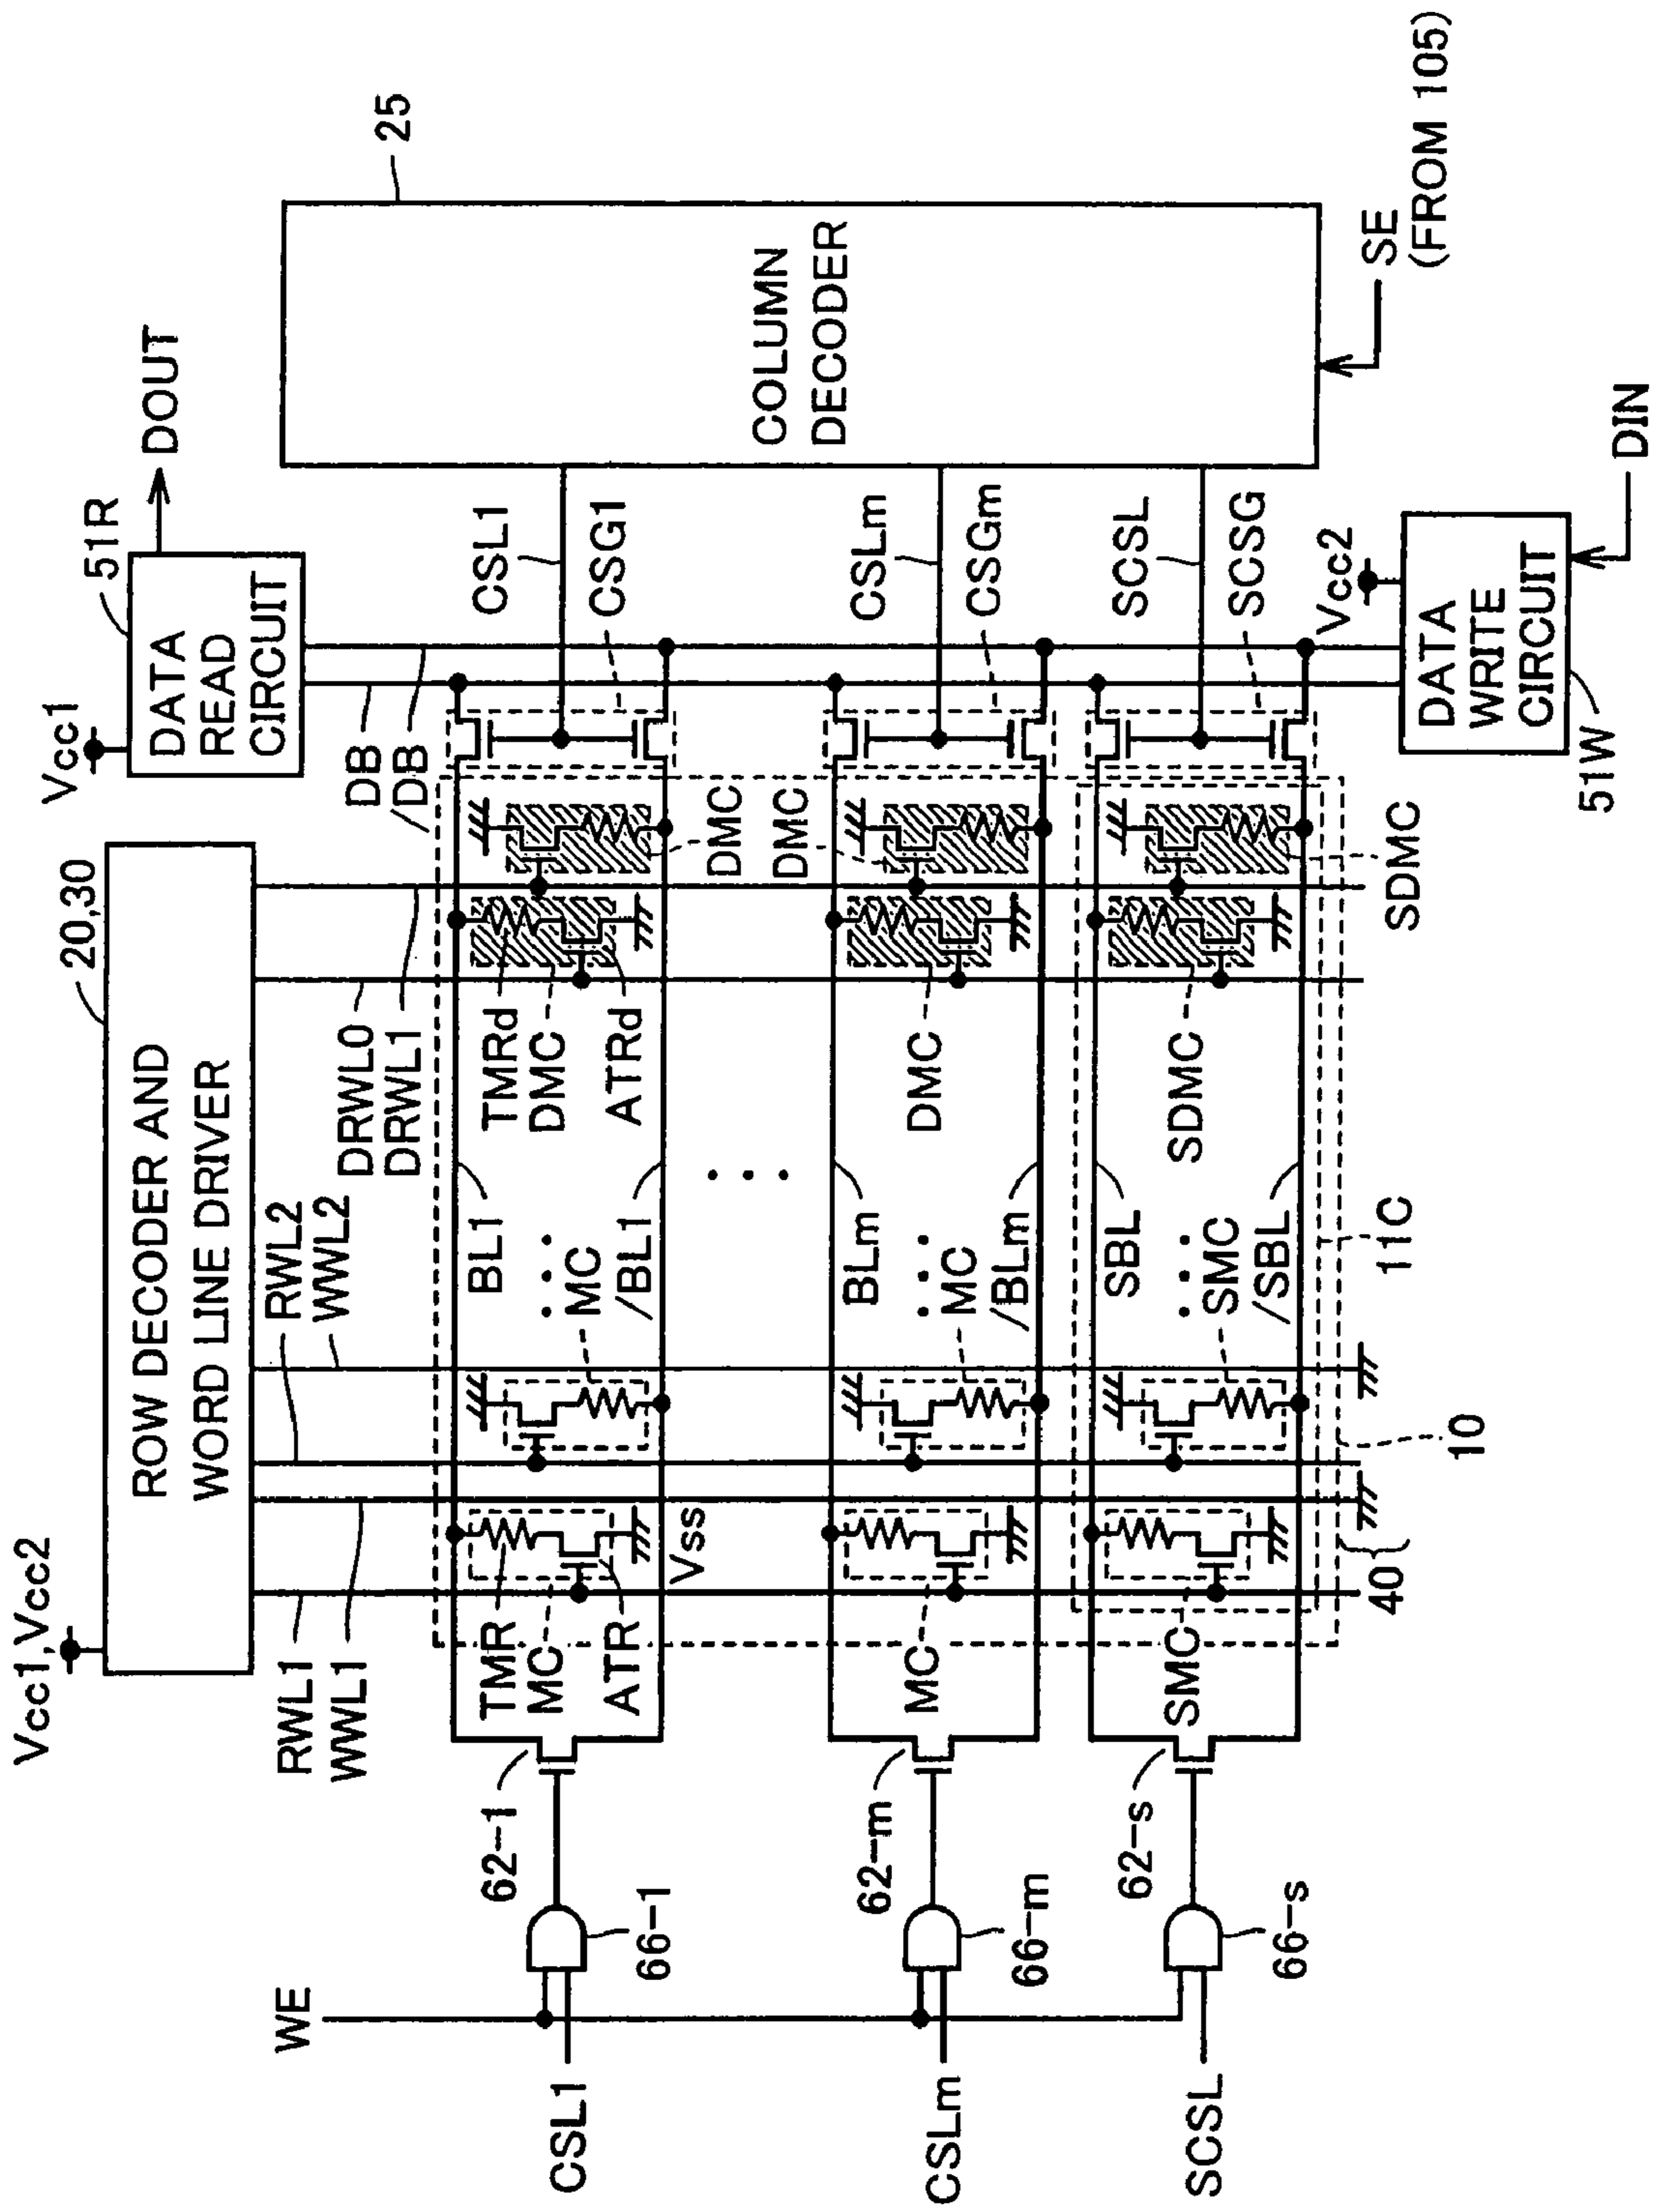 Vcc1,Vcc2
Vcc1
20,30
ROW DECODER AND
WORD LINE DRIVER
51R
DATA
READ
CIRCUIT
DOUT
25
COLUMN
DECODER
SE
(FROM 105)
RWL1
WWL1
RWL2
WWL2
DRWL0
DRWL1
DB
/DB
WE
CSL1
66-1
62-1
TMR
MC
ATR
Vss
BL1
MC
/BL1
TMRd
DMC
ATRd
DMC
CSL1
CSG1
CSLm
66-m
62-m
MC
BLm
MC
/BLm
DMC
DMC
CSLm
CSGm
SCSL
66-s
62-s
SMC
SBL
SMC
/SBL
SDMC
SDMC
SCSL
SCSG
40
10
11C
Vcc2
DATA
WRITE
CIRCUIT
51W
DIN